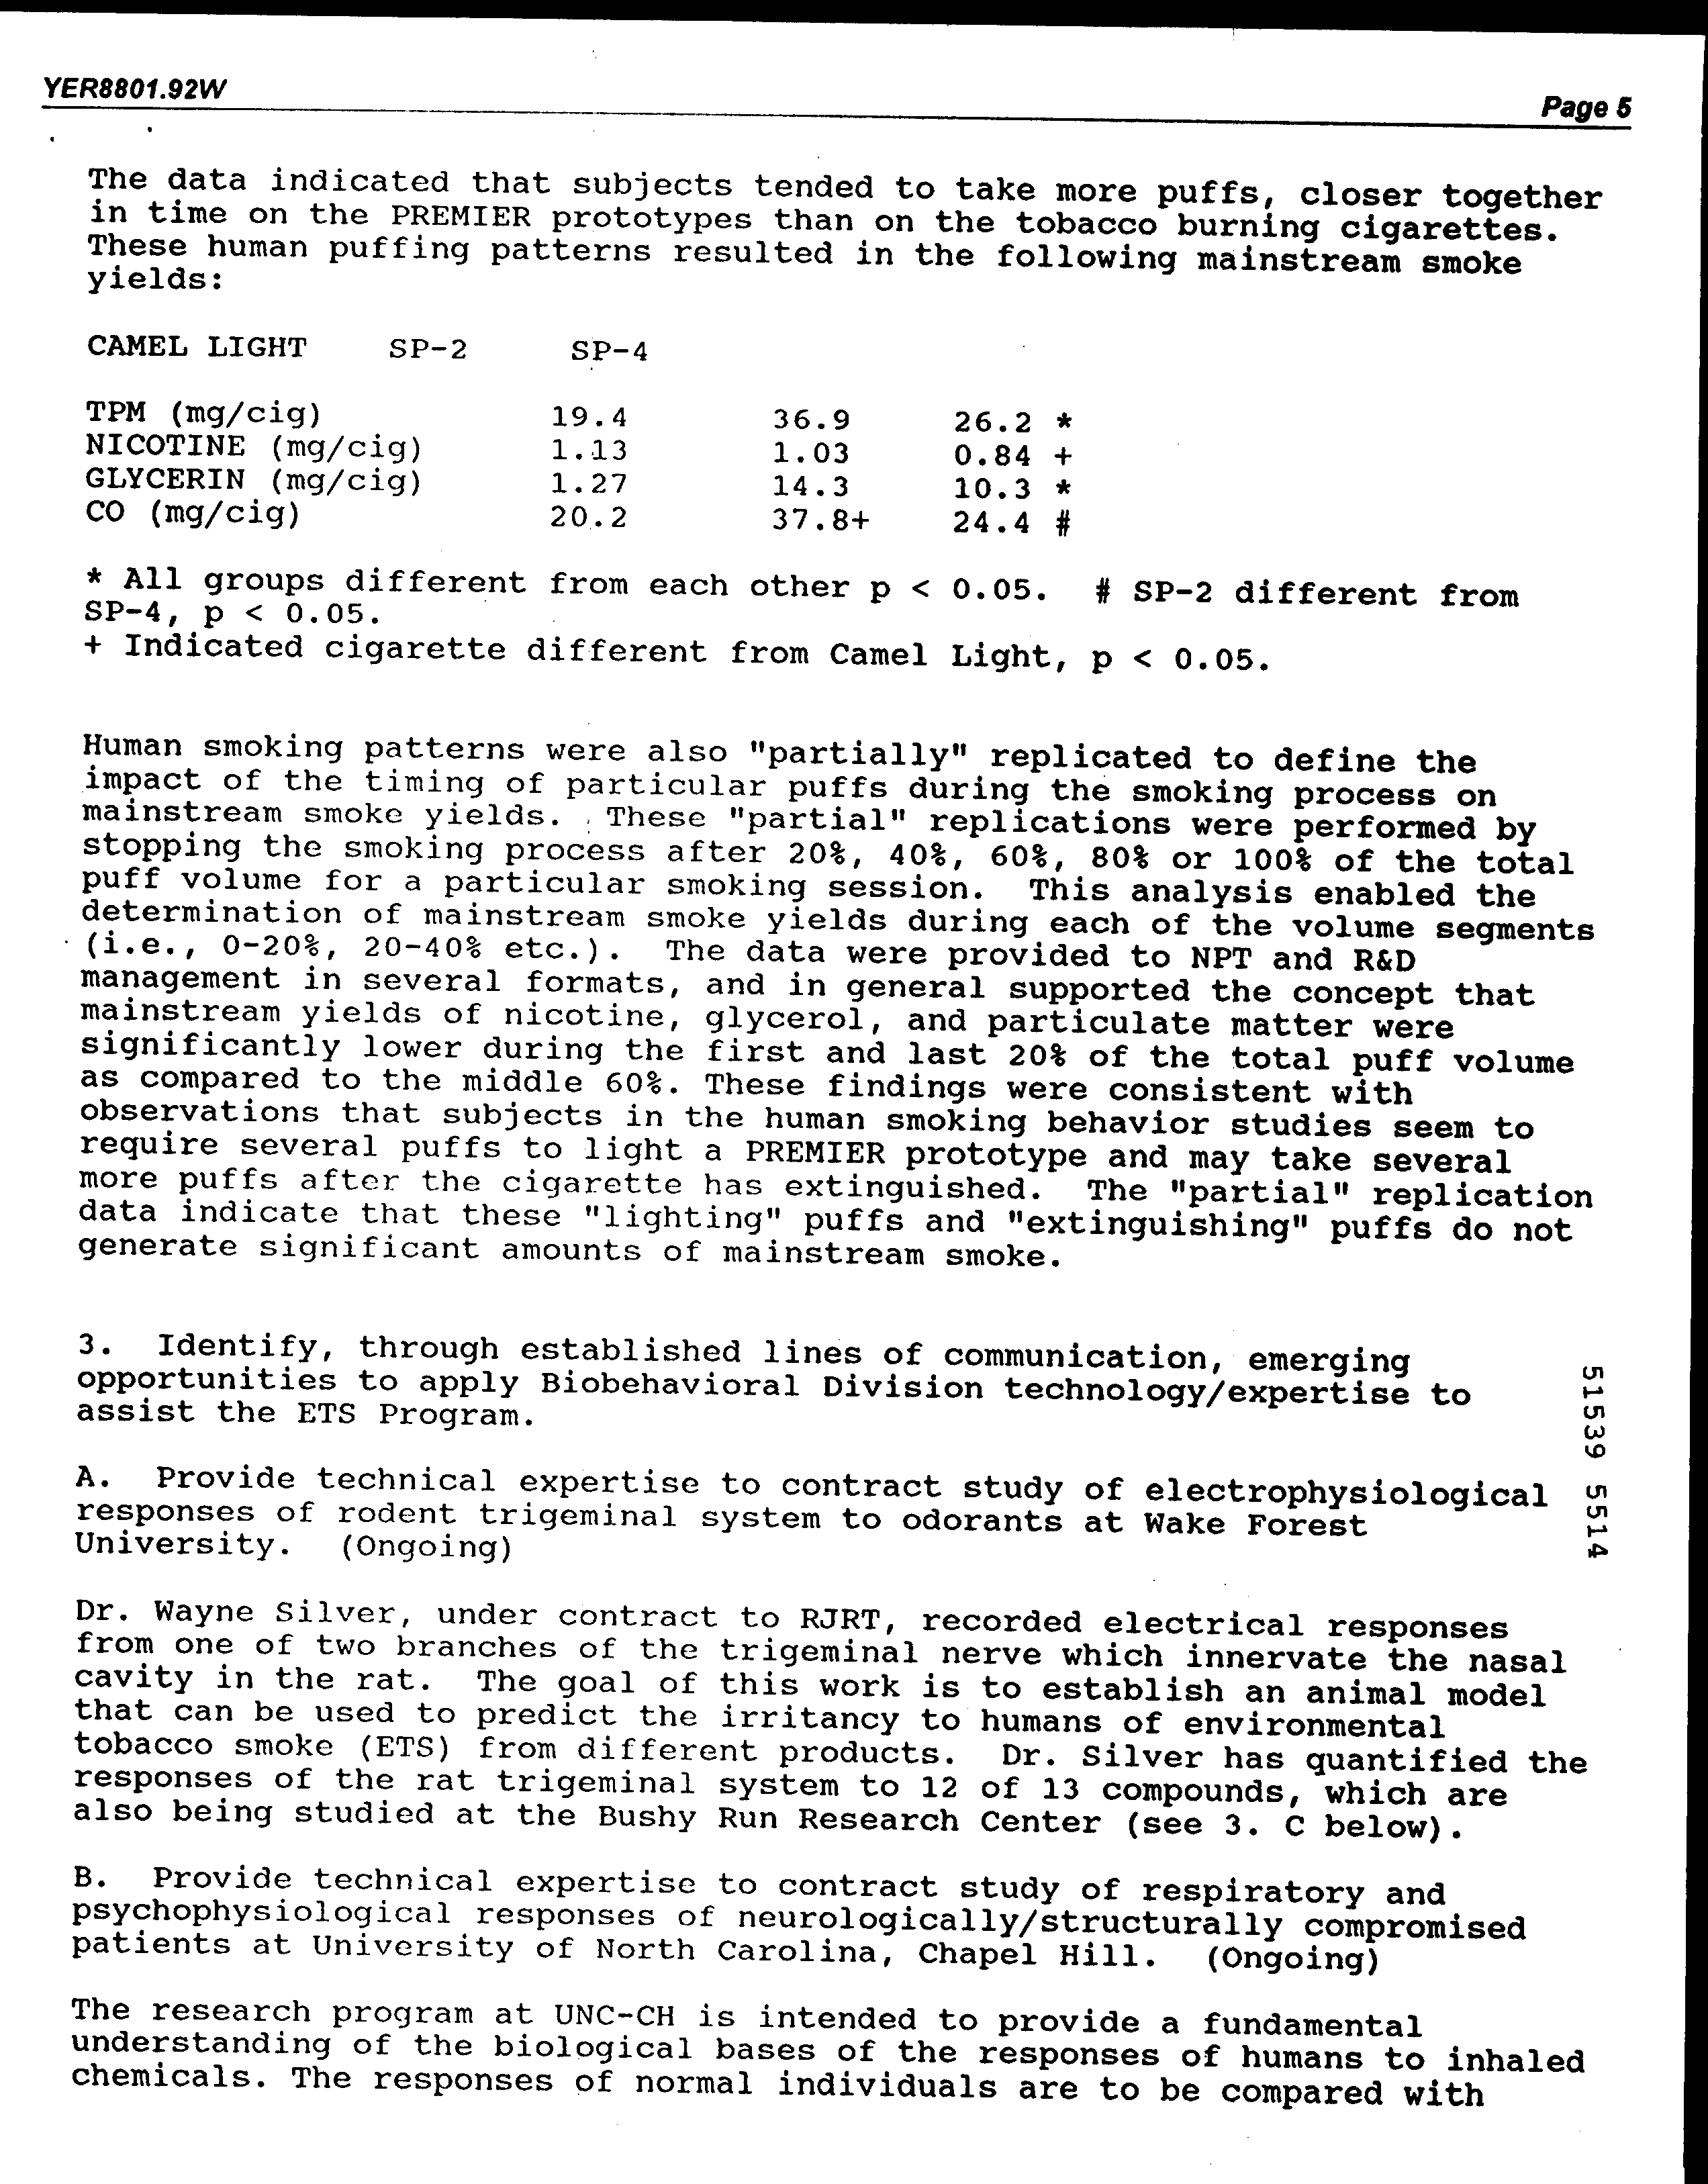 YER8801.92W
Page 5
The data indicated that subjects tended to take more puffs, closer together
in time on the PREMIER prototypes than on the tobacco burning cigarettes.
These human puffing patterns resulted in the following mainstream smoke
yields:
CAMEL LIGHT SP-2 SP-4
TPM (mg/cig) 19.4 36.9 26.2 *
NICOTINE (mg/cig) 1.13 1.03 0.84 +
GLYCERIN (mg/cig) 1.27 14.3 10.3 *
CO (mg/cig) 20.2 37.8+ 24.4 #
* All groups different from each other p < 0.05. # SP-2 different from
SP-4, p < 0.05.
+ Indicated cigarette different from Camel Light, p < 0.05.
Human smoking patterns were also "partially" replicated to define the
impact of the timing of particular puffs during the smoking process on
mainstream smoke yields. These "partial" replications were performed by
stopping the smoking process after 20%, 40%, 60%, 80% or 100% of the total
puff volume for a particular smoking session. This analysis enabled the
determination of mainstream smoke yields during each of the volume segments
(i.e., 0-20%, 20-40% etc.). The data were provided to NPT and R&D
management in several formats, and in general supported the concept that
mainstream yields of nicotine, glycerol, and particulate matter were
significantly lower during the first and last 20% of the total puff volume
as compared to the middle 60%. These findings were consistent with
observations that subjects in the human smoking behavior studies seem to
require several puffs to light a PREMIER prototype and may take several
more puffs after the cigarette has extinguished. The "partial" replication
data indicate that these "lighting" puffs and "extinguishing" puffs do not
generate significant amounts of mainstream smoke.
3. Identify, through established lines of communication, emerging
opportunities to apply Biobehavioral Division technology/expertise to
assist the ETS Program.
A. Provide technical expertise to contract study of electrophysiological
responses of rodent trigeminal system to odorants at Wake Forest
University. (Ongoing)
Dr. Wayne Silver, under contract to RJRT, recorded electrical responses
from one of two branches of the trigeminal nerve which innervate the nasal
cavity in the rat. The goal of this work is to establish an animal model
that can be used to predict the irritancy to humans of environmental
tobacco smoke (ETS) from different products. Dr. Silver has quantified the
responses of the rat trigeminal system to 12 of 13 compounds, which are
also being studied at the Bushy Run Research Center (see 3. C below).
B. Provide technical expertise to contract study of respiratory and
psychophysiological responses of neurologically/structurally compromised
patients at University of North Carolina, Chapel Hill. (Ongoing)
The research program at UNC-CH is intended to provide a fundamental
understanding of the biological bases of the responses of humans to inhaled
chemicals. The responses of normal individuals are to be compared with
51539 5514